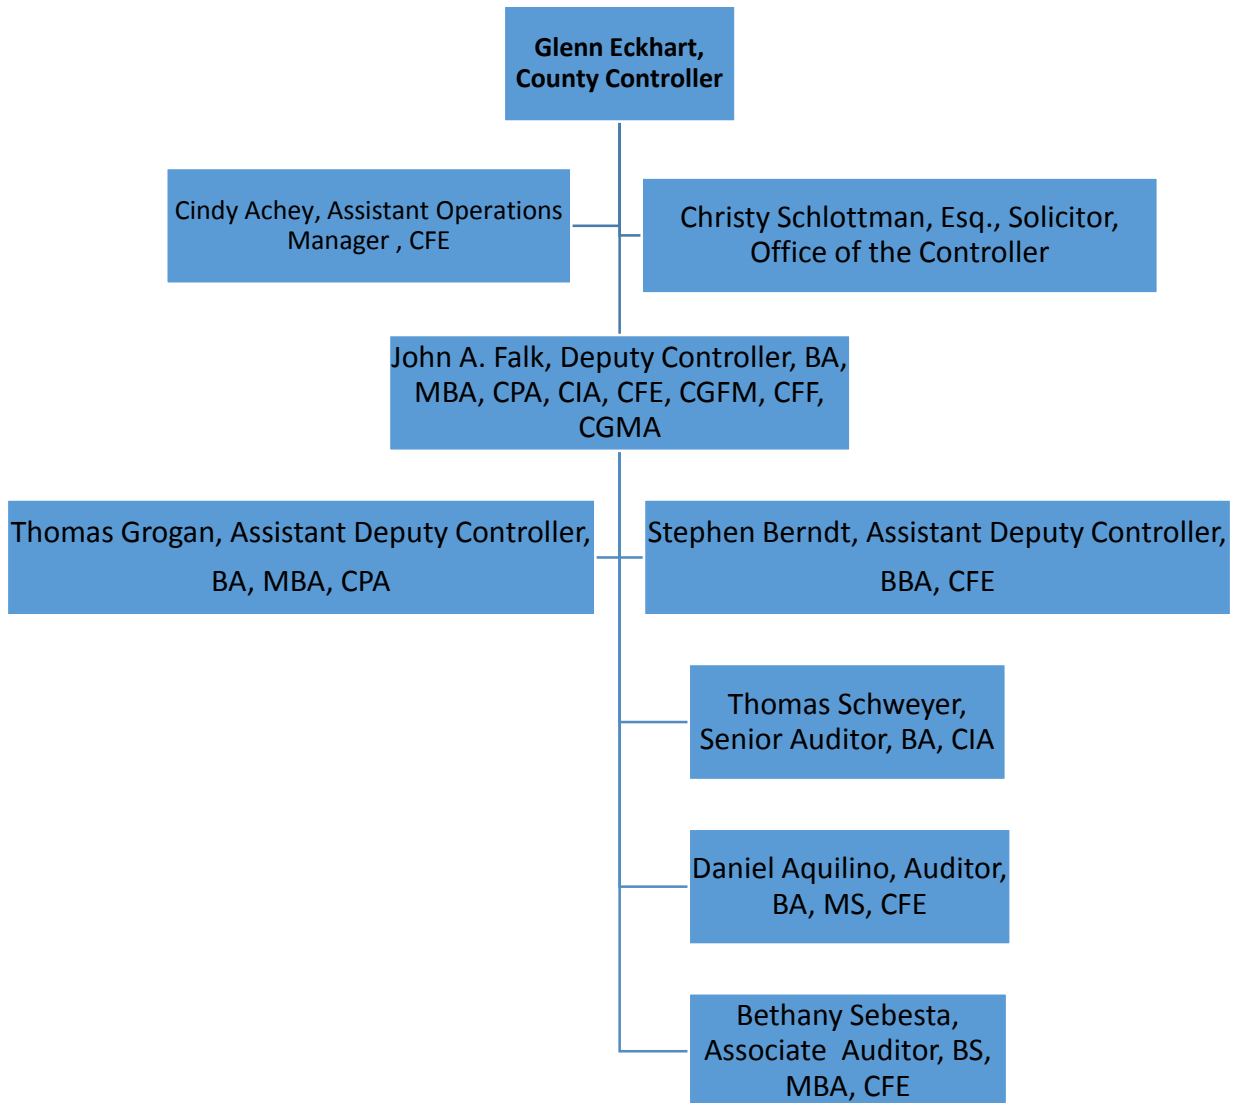 Glenn Eckhart,
County Controller
Cindy Achey, Assistant Operations
Manager , CFE
Christy Schlottman, Esq., Solicitor,
Office of the Controller
John A. Falk, Deputy Controller, BA,
MBA, CPA, CIA, CFE, CGFM, CFF,
CGMA
Thomas Grogan, Assistant Deputy Controller,
BA, MBA, CPA
Stephen Berndt, Assistant Deputy Controller,
BBA, CFE
Thomas Schweyer,
Senior Auditor, BA, CIA
Daniel Aquilino, Auditor,
BA, MS, CFE
Bethany Sebesta,
Associate  Auditor, BS,
MBA, CFE